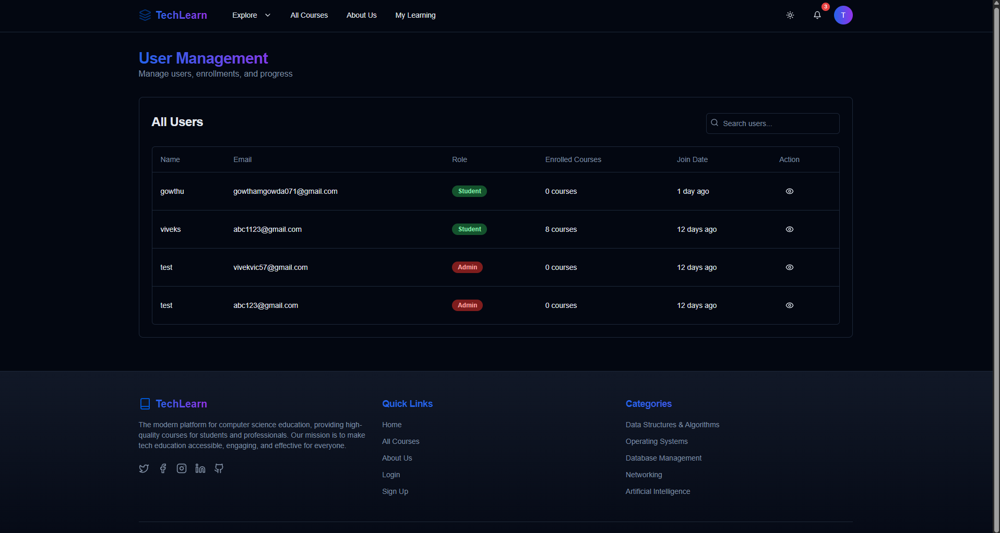 TechLearn Explore All Courses About Us My Learning 3 T
User Management
Manage users, enrollments, and progress
All Users Search users...
Name Email Role Enrolled Courses Join Date Action
gowthu gowthamgowda071@gmail.com Student 0 courses 1 day ago
viveks abc1123@gmail.com Student 8 courses 12 days ago
test vivekvic57@gmail.com Admin 0 courses 12 days ago
test abc123@gmail.com Admin 0 courses 12 days ago
TechLearn
The modern platform for computer science education, providing high-
quality courses for students and professionals. Our mission is to make
tech education accessible, engaging, and effective for everyone.
Quick Links
Home
All Courses
About Us
Login
Sign Up
Categories
Data Structures & Algorithms
Operating Systems
Database Management
Networking
Artificial Intelligence